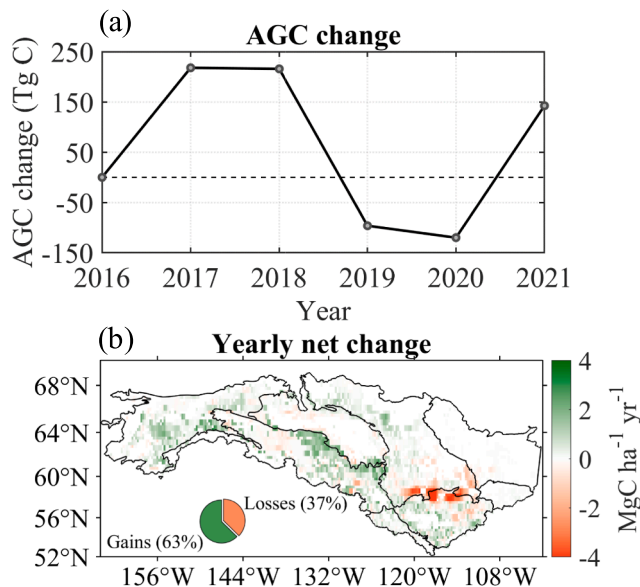 (a)
AGC change
AGC change (Tg C)
250
150
50
-50
-150
2016 2017 2018 2019 2020 2021
Year
(b)
Yearly net change
68°N
64°N
60°N
56°N
52°N
Losses (37%)
Gains (63%)
156°W 144°W 132°W 120°W 108°W
4
2
0
-2
-4
MgC ha⁻¹ yr⁻¹